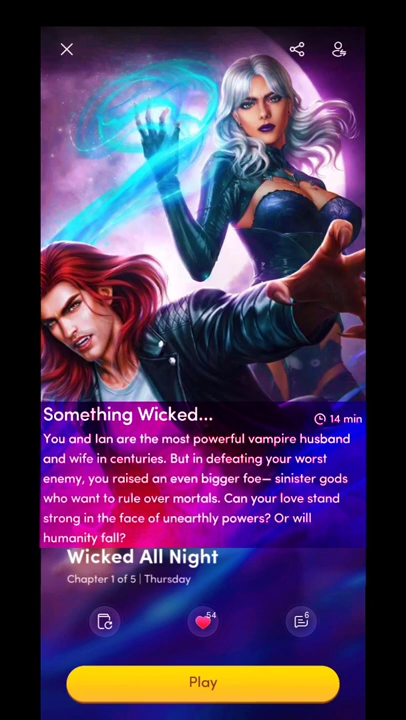 Something Wicked...
14 min
You and Ian are the most powerful vampire husband
and wife in centuries. But in defeating your worst
enemy, you raised an even bigger foe— sinister gods
who want to rule over mortals. Can your love stand
strong in the face of unearthly powers? Or will
humanity fall?
Wicked All Night
Chapter 1 of 5 | Thursday
54
6
Play